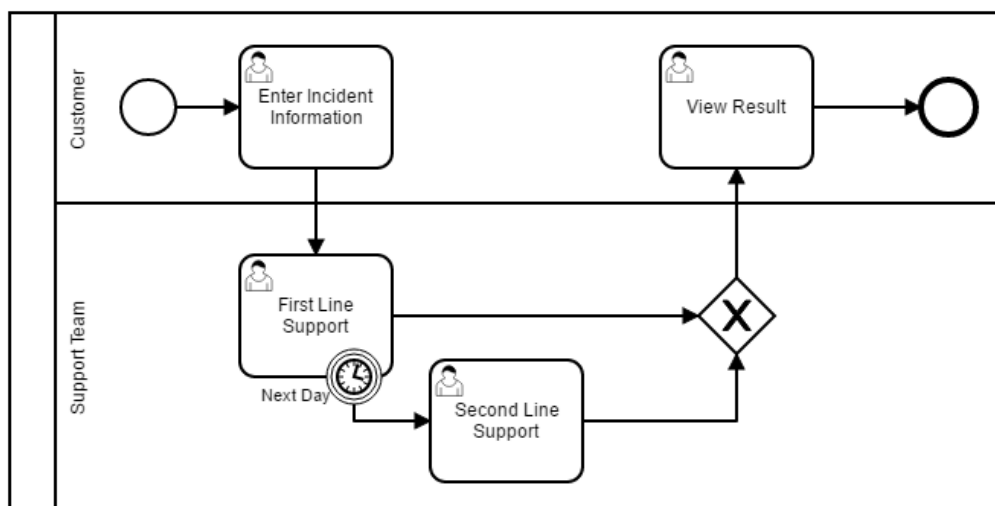 Customer
Enter Incident
Information
View Result
Support Team
First Line
Support
Next Day
Second Line
Support
X